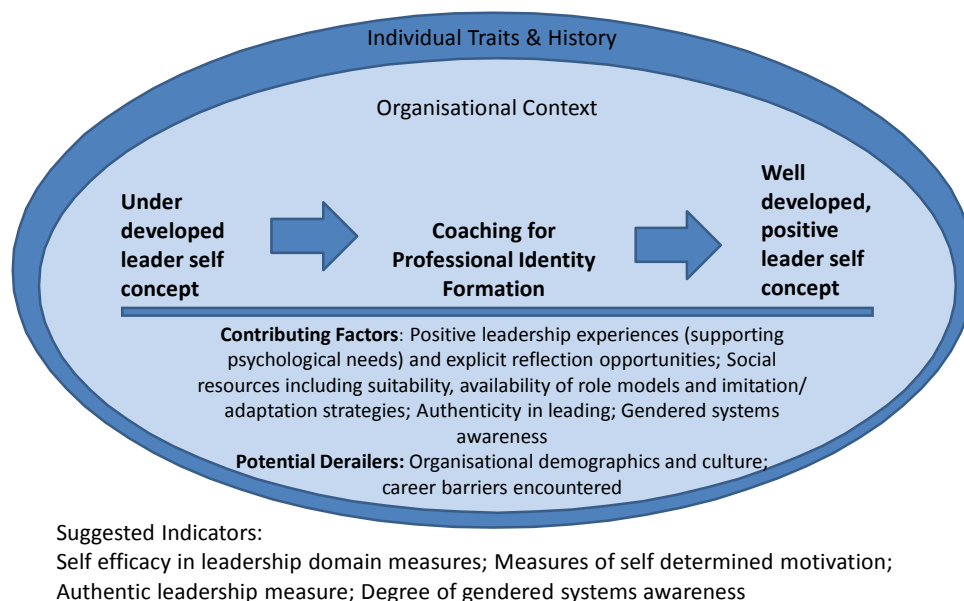 Individual Traits & History
Organisational Context
Under
developed
leader self
concept
Coaching for
Professional Identity
Formation
Well
developed,
positive
leader self
concept
Contributing Factors: Positive leadership experiences (supporting
psychological needs) and explicit reflection opportunities; Social
resources including suitability, availability of role models and imitation/
adaptation strategies; Authenticity in leading; Gendered systems
awareness
Potential Derailers: Organisational demographics and culture;
career barriers encountered
Suggested Indicators:
Self efficacy in leadership domain measures; Measures of self determined motivation;
Authentic leadership measure; Degree of gendered systems awareness